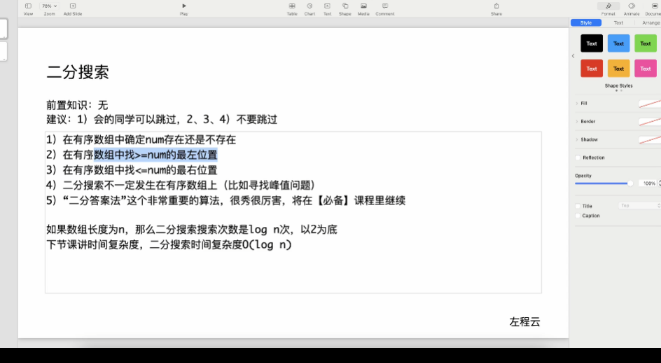 View
75%
Zoom
Add Slide
Play
Table
Chart
Text
Shape
Media
Comment
Share
Format
Animate
Style
Text
Arrange
Text
Text
Text
Text
Text
Text
Shape Styles
Fill
Border
Shadow
Reflection
Opacity
100%
Title
Caption
二分搜索
前置知识：无
建议：1）会的同学可以跳过，2、3、4）不要跳过
1）在有序数组中确定num存在还是不存在
2）在有序数组中找>=num的最左位置
3）在有序数组中找<=num的最右位置
4）二分搜索不一定发生在有序数组上（比如寻找峰值问题）
5）“二分答案法”这个非常重要的算法，很秀很厉害，将在【必备】课程里继续
如果数组长度为n，那么二分搜索搜索次数是log n次，以2为底
下节课讲时间复杂度，二分搜索时间复杂度O(log n)
左程云